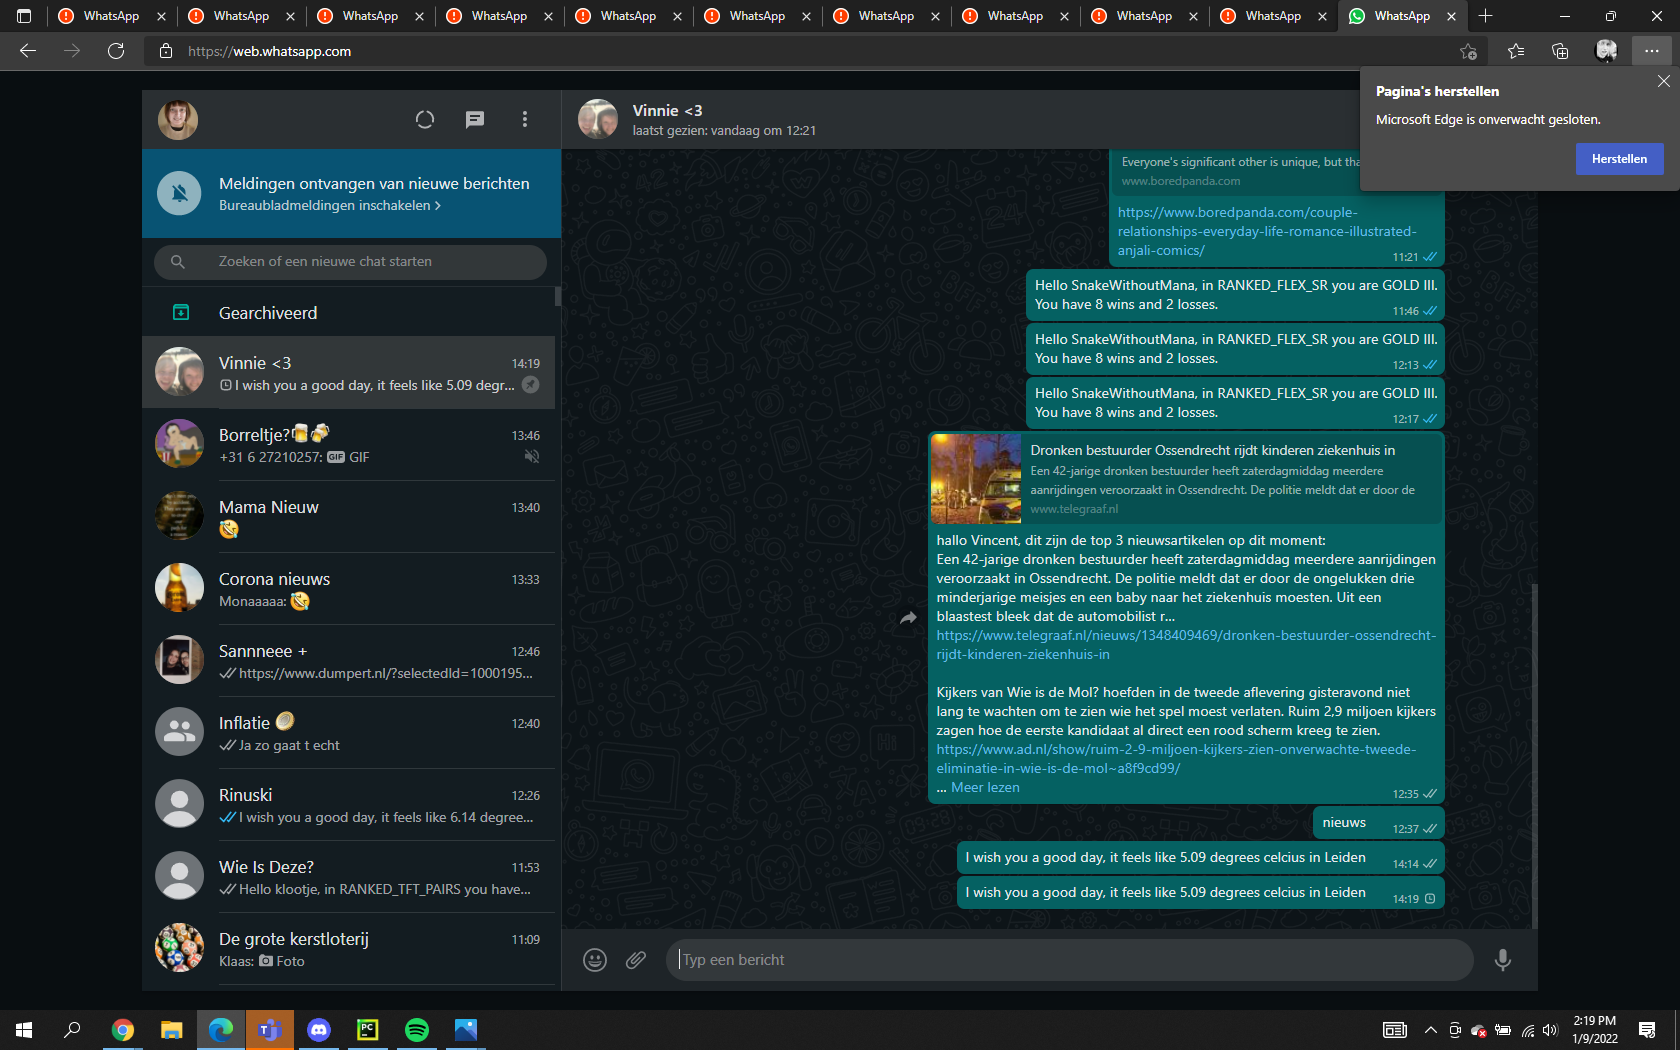 WhatsApp
WhatsApp
WhatsApp
WhatsApp
WhatsApp
WhatsApp
WhatsApp
WhatsApp
WhatsApp
WhatsApp
WhatsApp
https://web.whatsapp.com
Pagina's herstellen
Microsoft Edge is onverwacht gesloten.
Herstellen
Meldingen ontvangen van nieuwe berichten
Bureaubladmeldingen inschakelen >
Zoeken of een nieuwe chat starten
Gearchiveerd
Vinnie <3
14:19
I wish you a good day, it feels like 5.09 degr...
Borreltje?🍺🍻
13:46
+31 6 27210257: GIF GIF
Mama Nieuw
13:40
🤣
Corona nieuws
13:33
Monaaaaa: 🤣
Sannneee +
12:46
https://www.dumpert.nl/?selectedId=1000195...
Inflatie 🪙
12:40
Ja zo gaat t echt
Rinuski
12:26
I wish you a good day, it feels like 6.14 degree...
Wie Is Deze?
11:53
Hello klootje, in RANKED_TFT_PAIRS you have...
De grote kerstloterij
11:09
Klaas: Foto
Vinnie <3
laatst gezien: vandaag om 12:21
Everyone's significant other is unique, but tha
www.boredpanda.com
https://www.boredpanda.com/couple-
relationships-everyday-life-romance-illustrated-
anjali-comics/
11:21
Hello SnakeWithoutMana, in RANKED_FLEX_SR you are GOLD III.
You have 8 wins and 2 losses.
11:46
Hello SnakeWithoutMana, in RANKED_FLEX_SR you are GOLD III.
You have 8 wins and 2 losses.
12:13
Hello SnakeWithoutMana, in RANKED_FLEX_SR you are GOLD III.
You have 8 wins and 2 losses.
12:17
Dronken bestuurder Ossendrecht rijdt kinderen ziekenhuis in
Een 42-jarige dronken bestuurder heeft zaterdagmiddag meerdere
aanrijdingen veroorzaakt in Ossendrecht. De politie meldt dat er door de
www.telegraaf.nl
hallo Vincent, dit zijn de top 3 nieuwsartikelen op dit moment:
Een 42-jarige dronken bestuurder heeft zaterdagmiddag meerdere aanrijdingen
veroorzaakt in Ossendrecht. De politie meldt dat er door de ongelukken drie
minderjarige meisjes en een baby naar het ziekenhuis moesten. Uit een
blaastest bleek dat de automobilist r...
https://www.telegraaf.nl/nieuws/1348409469/dronken-bestuurder-ossendrecht-
rijdt-kinderen-ziekenhuis-in
Kijkers van Wie is de Mol? hoefden in de tweede aflevering gisteravond niet
lang te wachten om te zien wie het spel moest verlaten. Ruim 2,9 miljoen kijkers
zagen hoe de eerste kandidaat al direct een rood scherm kreeg te zien.
https://www.ad.nl/show/ruim-2-9-miljoen-kijkers-zien-onverwachte-tweede-
eliminatie-in-wie-is-de-mol~a8f9cd99/
... Meer lezen
12:35
nieuws
12:37
I wish you a good day, it feels like 5.09 degrees celcius in Leiden
14:14
I wish you a good day, it feels like 5.09 degrees celcius in Leiden
14:19
Typ een bericht
PC
2:19 PM
1/9/2022